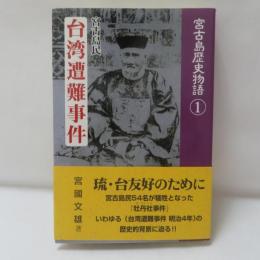 宮古島歴史物語 1
宮古島民
台湾遭難事件
琉・台友好のために
宮古島民54名が犠牲となった
「牡丹社事件」
いわゆる(台湾遭難事件 明治4年)の
歴史的背景に迫る!!
宮國文雄 著